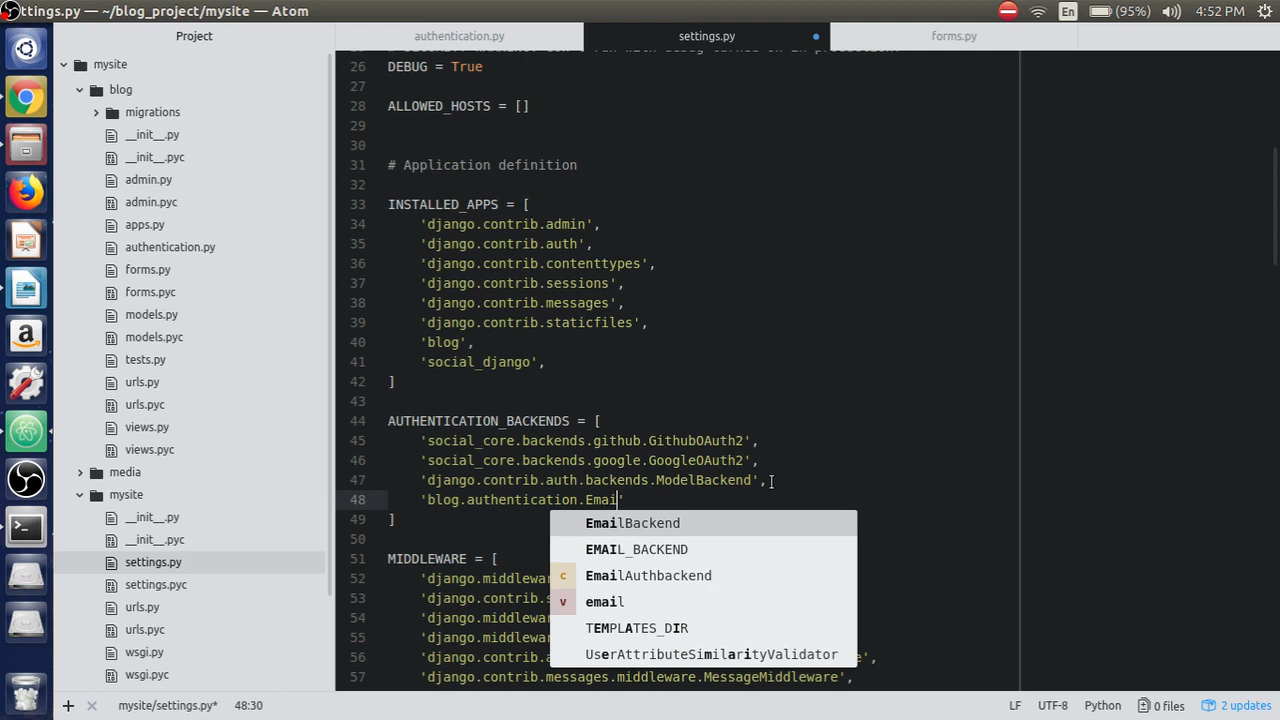 ttings.py — ~/blog_project/mysite — Atom
En
(95%)
4:52 PM
Project
authentication.py
settings.py
forms.py
mysite
blog
migrations
__init__.py
__init__.pyc
admin.py
admin.pyc
apps.py
authentication.py
forms.py
forms.pyc
models.py
models.pyc
tests.py
urls.py
urls.pyc
views.py
views.pyc
media
mysite
__init__.py
__init__.pyc
settings.py
settings.pyc
urls.py
urls.pyc
wsgi.py
wsgi.pyc
26 DEBUG = True
27
28 ALLOWED_HOSTS = []
29
30
31 # Application definition
32
33 INSTALLED_APPS = [
34 'django.contrib.admin',
35 'django.contrib.auth',
36 'django.contrib.contenttypes',
37 'django.contrib.sessions',
38 'django.contrib.messages',
39 'django.contrib.staticfiles',
40 'blog',
41 'social_django',
42 ]
43
44 AUTHENTICATION_BACKENDS = [
45 'social_core.backends.github.GithubOAuth2',
46 'social_core.backends.google.GoogleOAuth2',
47 'django.contrib.auth.backends.ModelBackend',
48 'blog.authentication.Emai'
49 ]
50
51 MIDDLEWARE = [
52 'django.middlewar
53 'django.contrib.s
54 'django.middlewar
55 'django.middlewar
56 'django.contrib.a e',
57 'django.contrib.messages.middleware.MessageMiddleware',
EmailBackend
EMAIL_BACKEND
c EmailAuthbackend
v email
TEMPLATES_DIR
UserAttributeSimilarityValidator
mysite/settings.py* 48:30
LF UTF-8 Python 0 files 2 updates